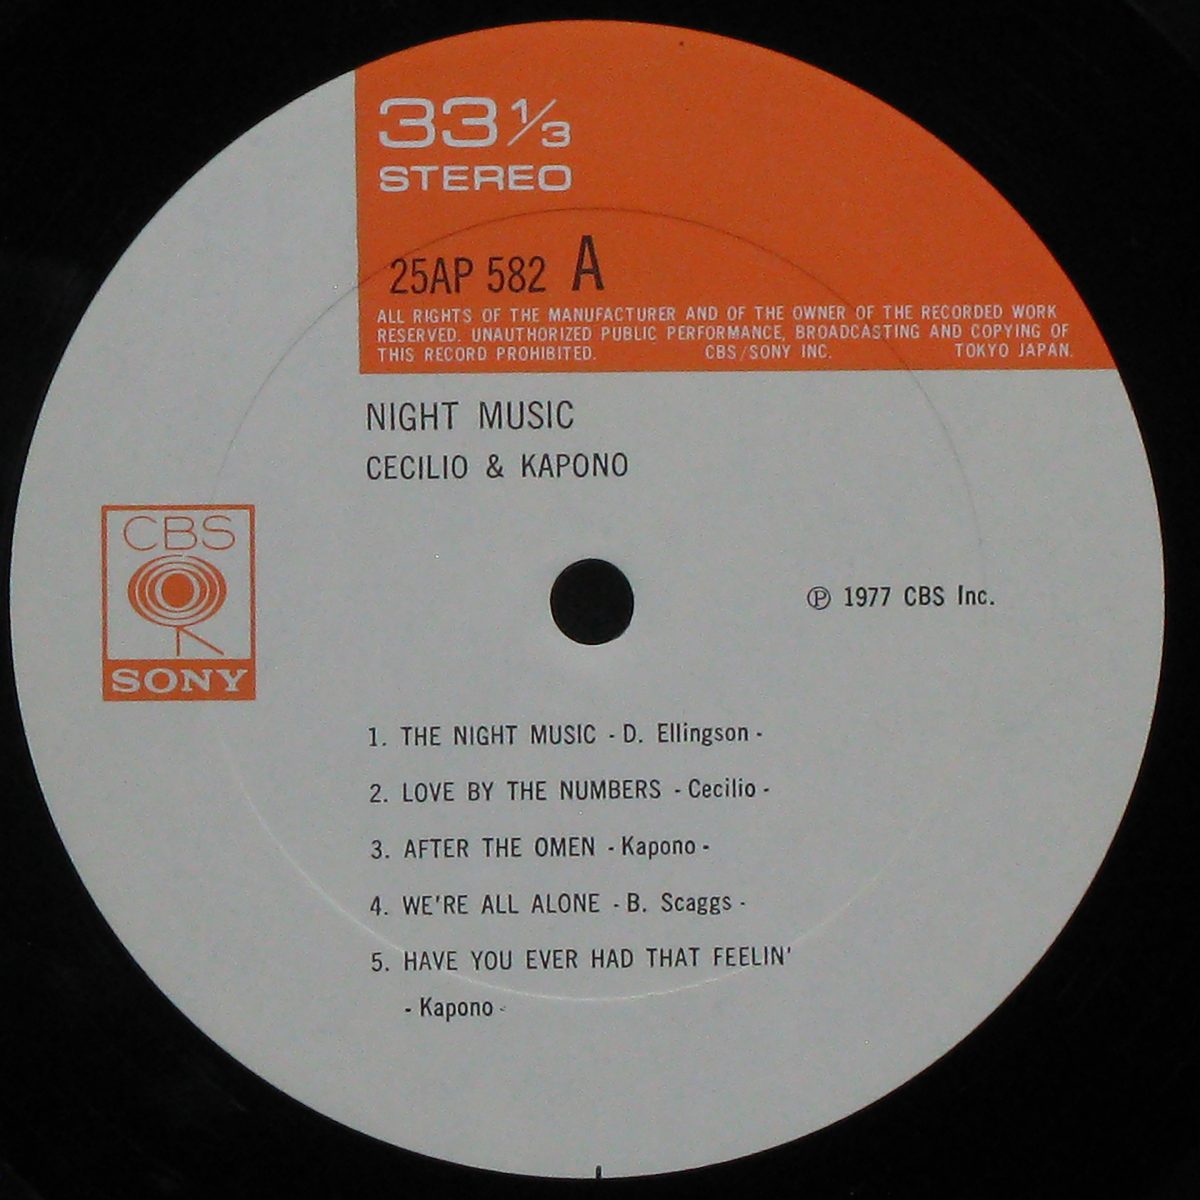 33 1/3
STEREO
25AP 582 A
ALL RIGHTS OF THE MANUFACTURER AND OF THE OWNER OF THE RECORDED WORK
RESERVED. UNAUTHORIZED PUBLIC PERFORMANCE, BROADCASTING AND COPYING OF
THIS RECORD PROHIBITED. CBS/SONY INC. TOKYO JAPAN.
NIGHT MUSIC
CECILIO & KAPONO
CBS
SONY
℗ 1977 CBS Inc.
1. THE NIGHT MUSIC - D. Ellingson -
2. LOVE BY THE NUMBERS - Cecilio -
3. AFTER THE OMEN - Kapono -
4. WE'RE ALL ALONE - B. Scaggs -
5. HAVE YOU EVER HAD THAT FEELIN'
- Kapono -